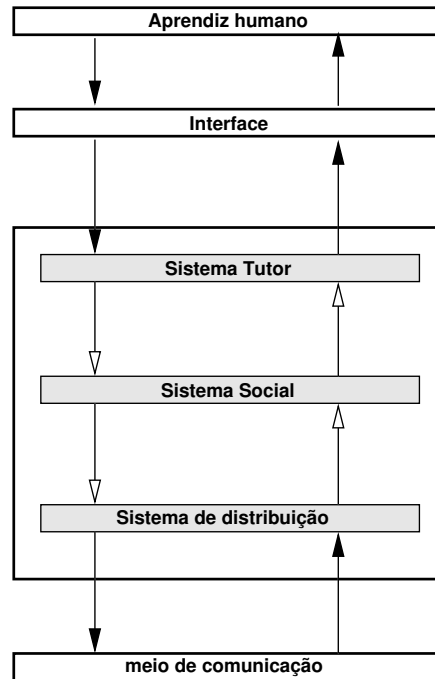 Aprendiz humano
Interface
Sistema Tutor
Sistema Social
Sistema de distribuição
meio de comunicação